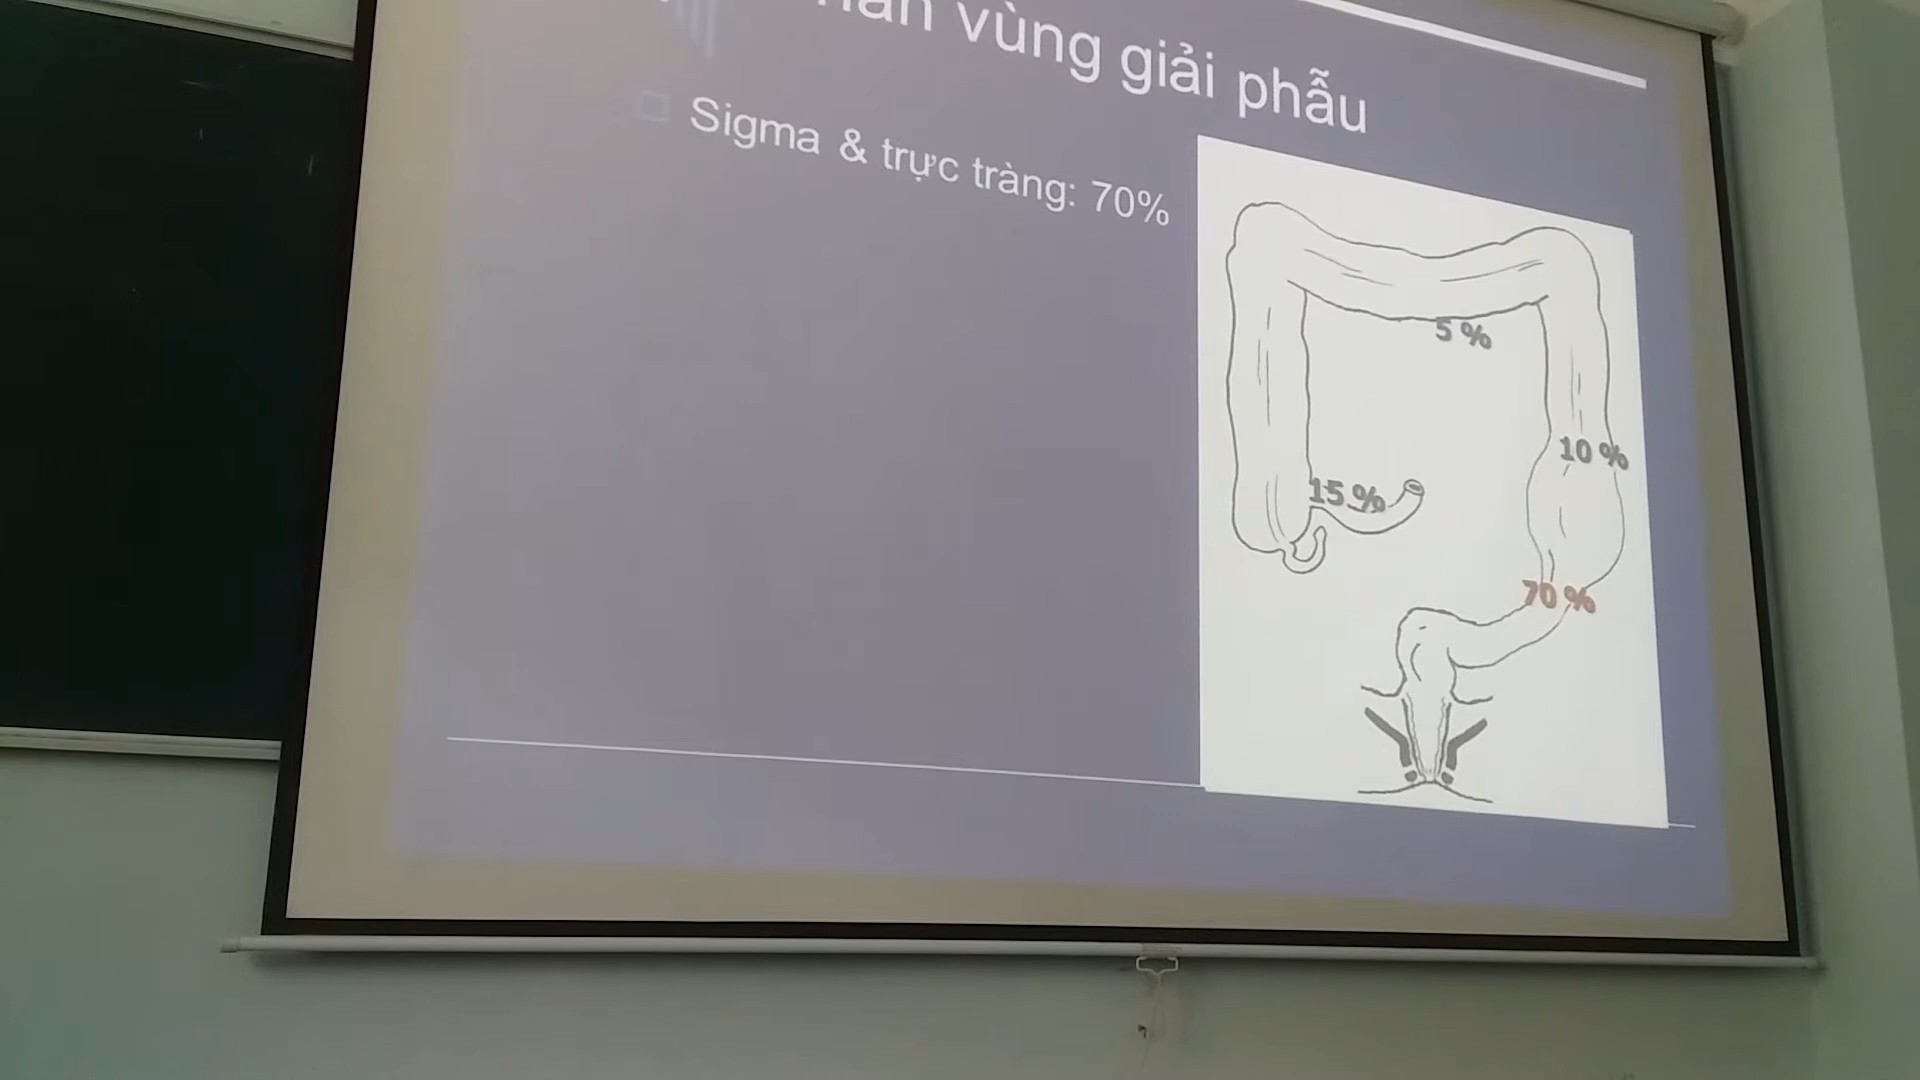 vùng giải phẫu
Sigma & trực tràng: 70%
5 %
10 %
15 %
70 %